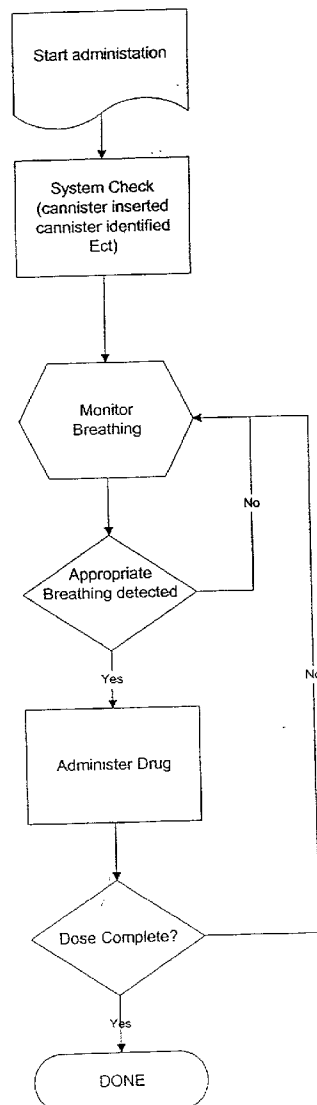 Start administation
System Check
(cannister inserted
cannister identified
Ect)
Monitor
Breathing
No
Appropriate
Breathing detected
Yes
No
Administer Drug
Dose Complete?
Yes
DONE